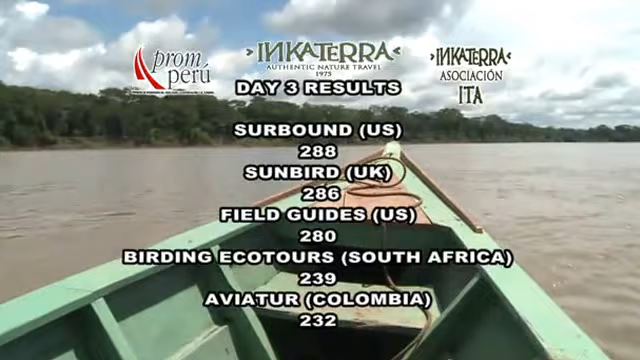 prom
perú
INKATERRA
AUTHENTIC NATURE TRAVEL
1975
INKATERRA
ASOCIACIÓN
ITA
DAY 3 RESULTS
SURBOUND (US)
288
SUNBIRD (UK)
286
FIELD GUIDES (US)
280
BIRDING ECOTOURS (SOUTH AFRICA)
239
AVIATUR (COLOMBIA)
232